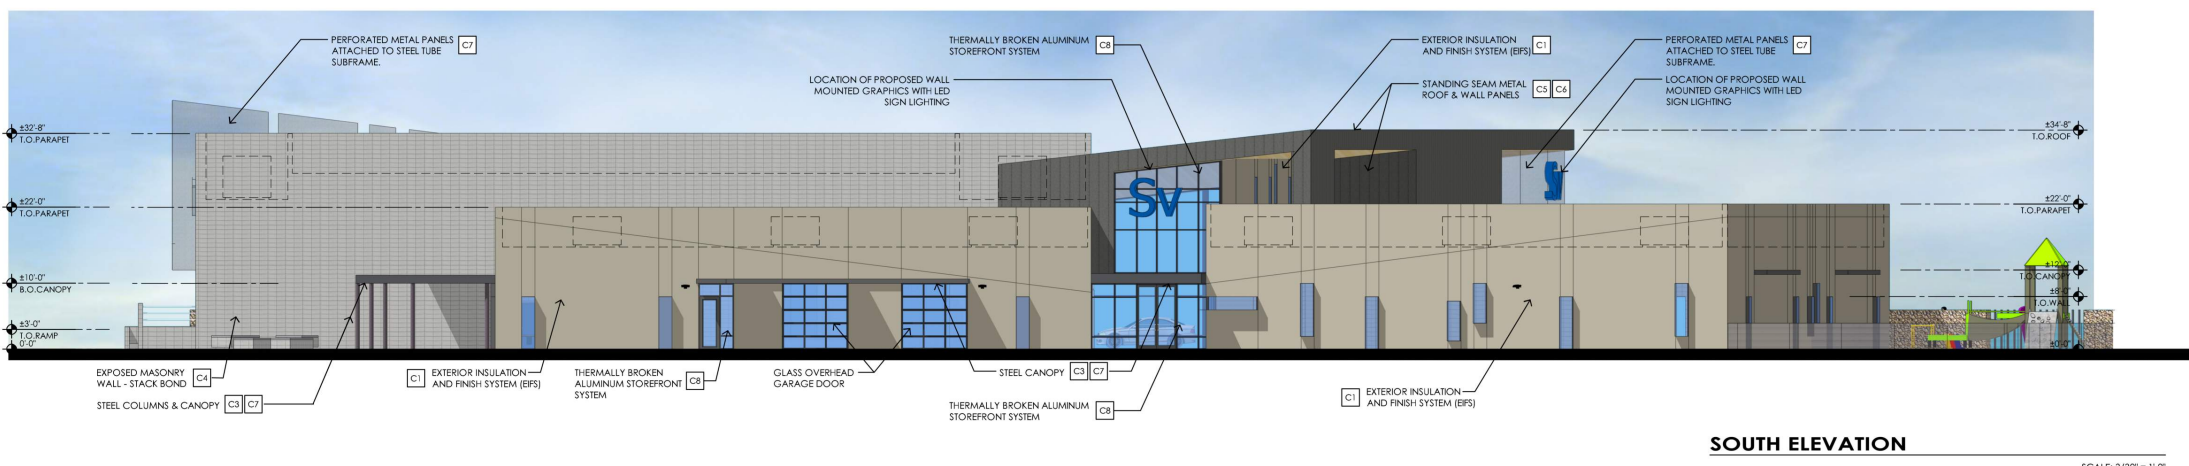 PERFORATED METAL PANELS
ATTACHED TO STEEL TUBE
SUBFRAME.
C7
THERMALLY BROKEN ALUMINUM
STOREFRONT SYSTEM
C8
EXTERIOR INSULATION
AND FINISH SYSTEM (EIFS)
C1
PERFORATED METAL PANELS
ATTACHED TO STEEL TUBE
SUBFRAME.
C7
LOCATION OF PROPOSED WALL
MOUNTED GRAPHICS WITH LED
SIGN LIGHTING
STANDING SEAM METAL
ROOF & WALL PANELS
C5 C6
LOCATION OF PROPOSED WALL
MOUNTED GRAPHICS WITH LED
SIGN LIGHTING
±32'-8"
T.O.PARAPET
±22'-0"
T.O.PARAPET
±10'-0"
B.O.CANOPY
±3'-0"
T.O.RAMP
0'-0"
Sv
Sv
±34'-8"
T.O.ROOF
±22'-0"
T.O.PARAPET
±12'-0"
T.O.CANOPY
±8'-0"
T.O.WALL
±0'-0"
EXPOSED MASONRY
WALL - STACK BOND
C4
STEEL COLUMNS & CANOPY
C3 C7
C1
EXTERIOR INSULATION
AND FINISH SYSTEM (EIFS)
THERMALLY BROKEN
ALUMINUM STOREFRONT
SYSTEM
C8
GLASS OVERHEAD
GARAGE DOOR
STEEL CANOPY
C3 C7
THERMALLY BROKEN ALUMINUM
STOREFRONT SYSTEM
C8
C1
EXTERIOR INSULATION
AND FINISH SYSTEM (EIFS)
SOUTH ELEVATION